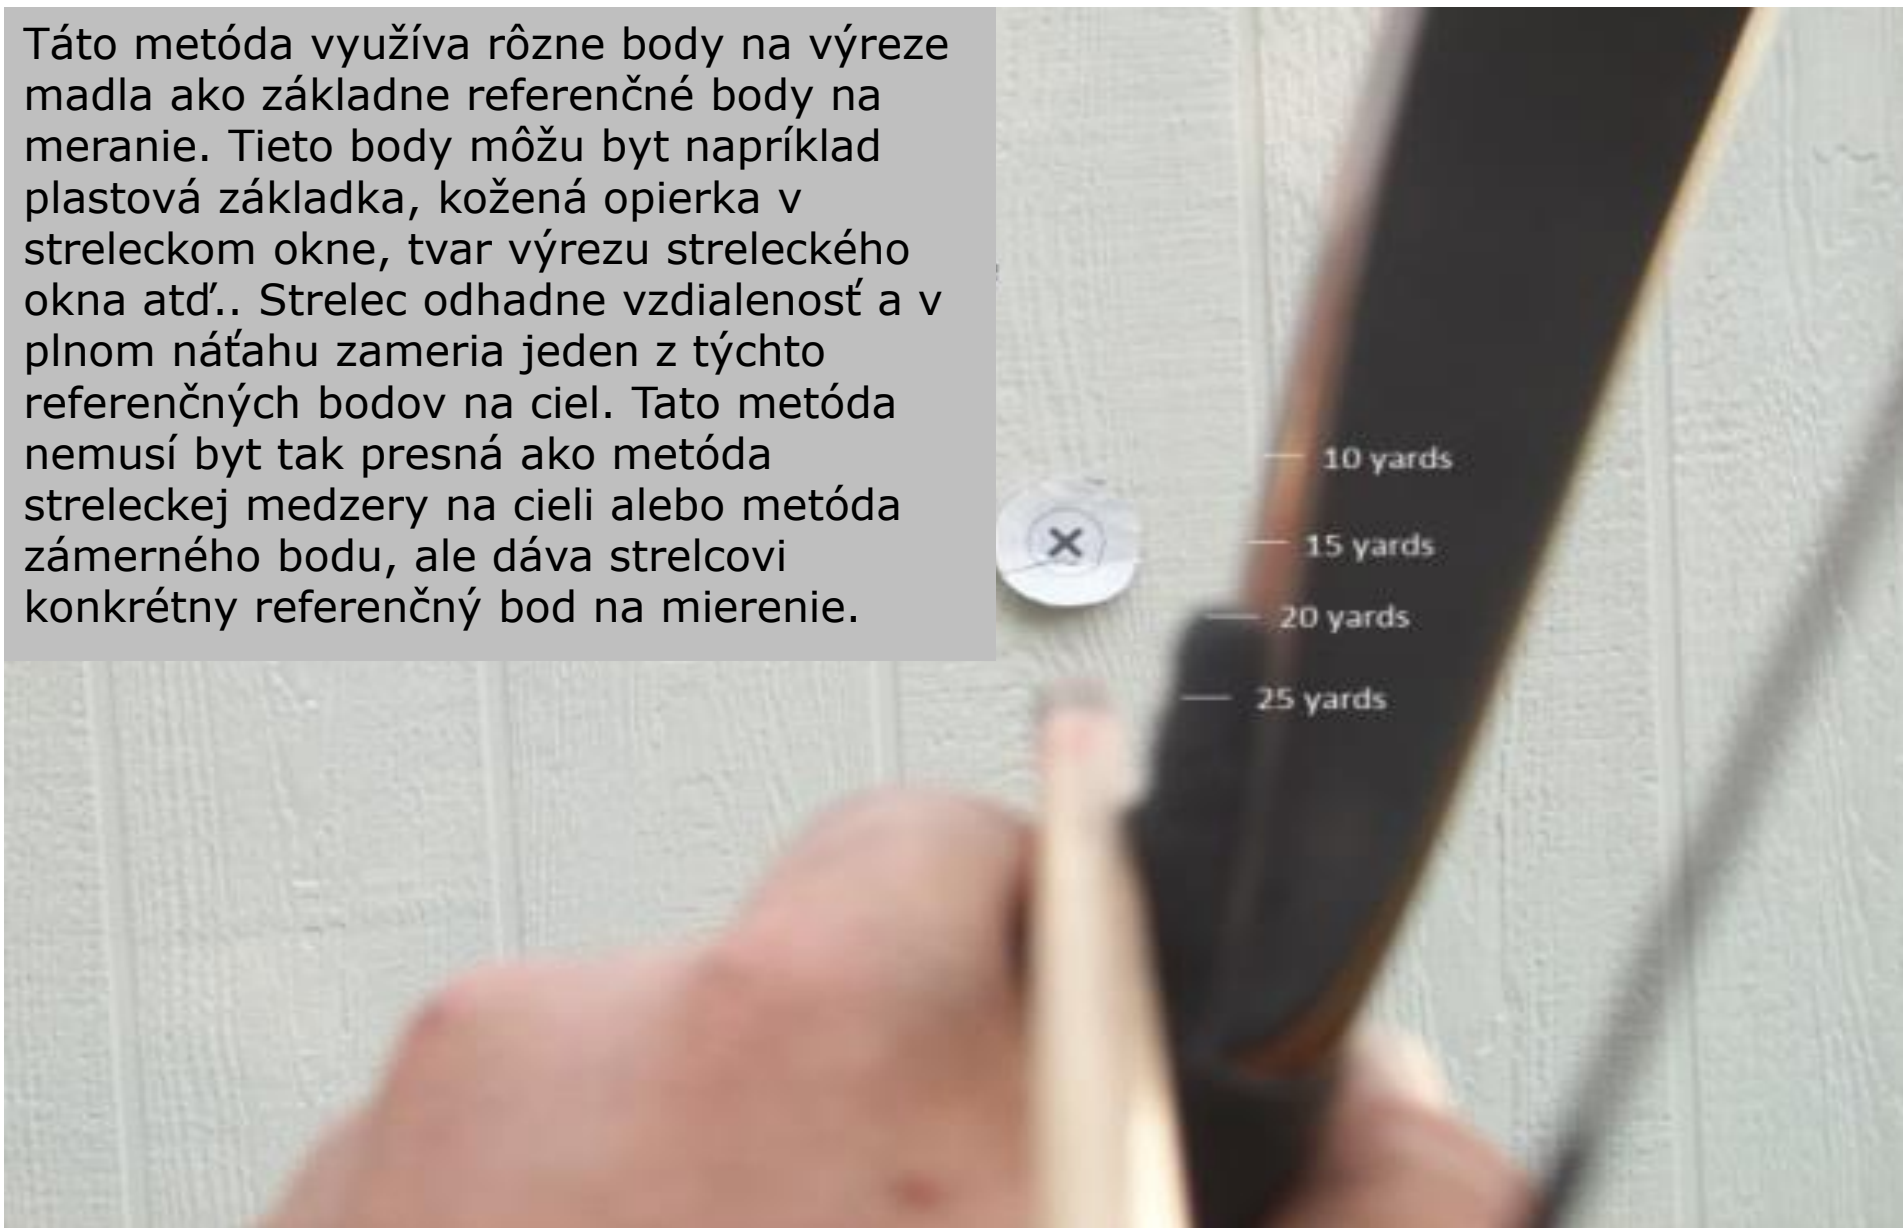 Táto metóda využíva rôzne body na výreze
madla ako základne referenčné body na
meranie. Tieto body môžu byt napríklad
plastová základka, kožená opierka v
streleckom okne, tvar výrezu streleckého
okna atď.. Strelec odhadne vzdialenosť a v
plnom náťahu zameria jeden z týchto
referenčných bodov na ciel. Tato metóda
nemusí byt tak presná ako metóda
streleckej medzery na cieli alebo metóda
zámerného bodu, ale dáva strelcovi
konkrétny referenčný bod na mierenie.
10 yards
X
15 yards
20 yards
25 yards